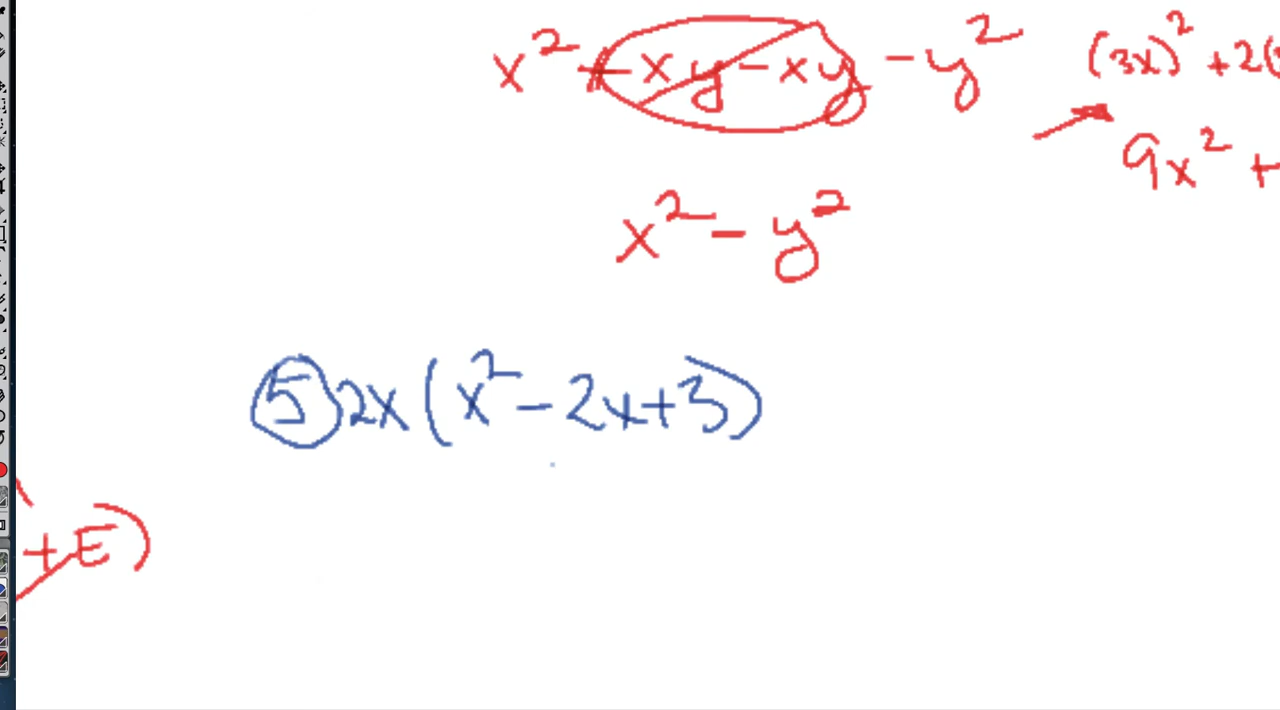 x² + xy - xy - y²
x² - y²
(3x)² + 2(
9x² +
⑤ 2x(x² - 2x + 3)
+ E)